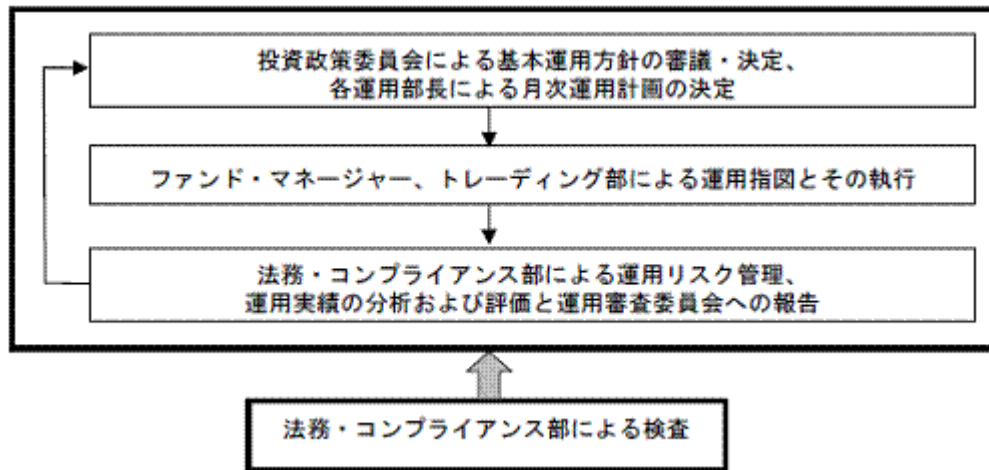 投資政策委員会による基本運用方針の審議・決定、
各運用部長による月次運用計画の決定
ファンド・マネージャー、トレーディング部による運用指図とその執行
法務・コンプライアンス部による運用リスク管理、
運用実績の分析および評価と運用審査委員会への報告
法務・コンプライアンス部による検査